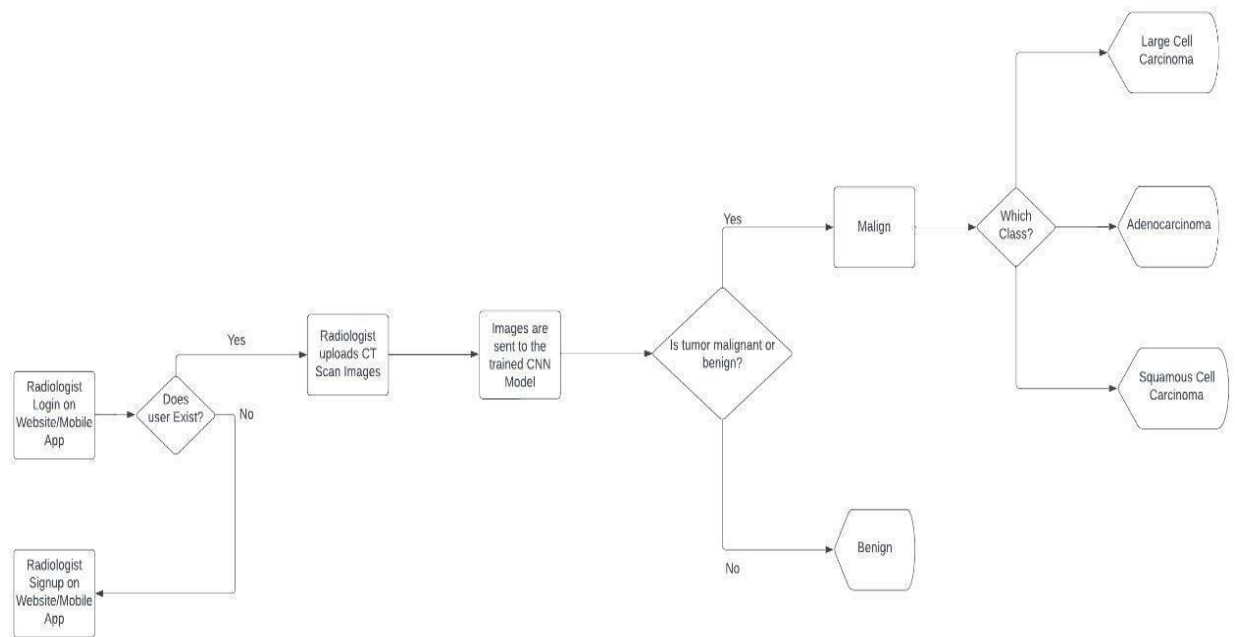 Radiologist
Login on
Website/Mobile
App
Does
user Exist?
Yes
No
Radiologist
Signup on
Website/Mobile
App
Radiologist
uploads CT
Scan Images
Images are
sent to the
trained CNN
Model
Is tumor malignant or
benign?
Yes
No
Malign
Benign
Which
Class?
Large Cell
Carcinoma
Adenocarcinoma
Squamous Cell
Carcinoma